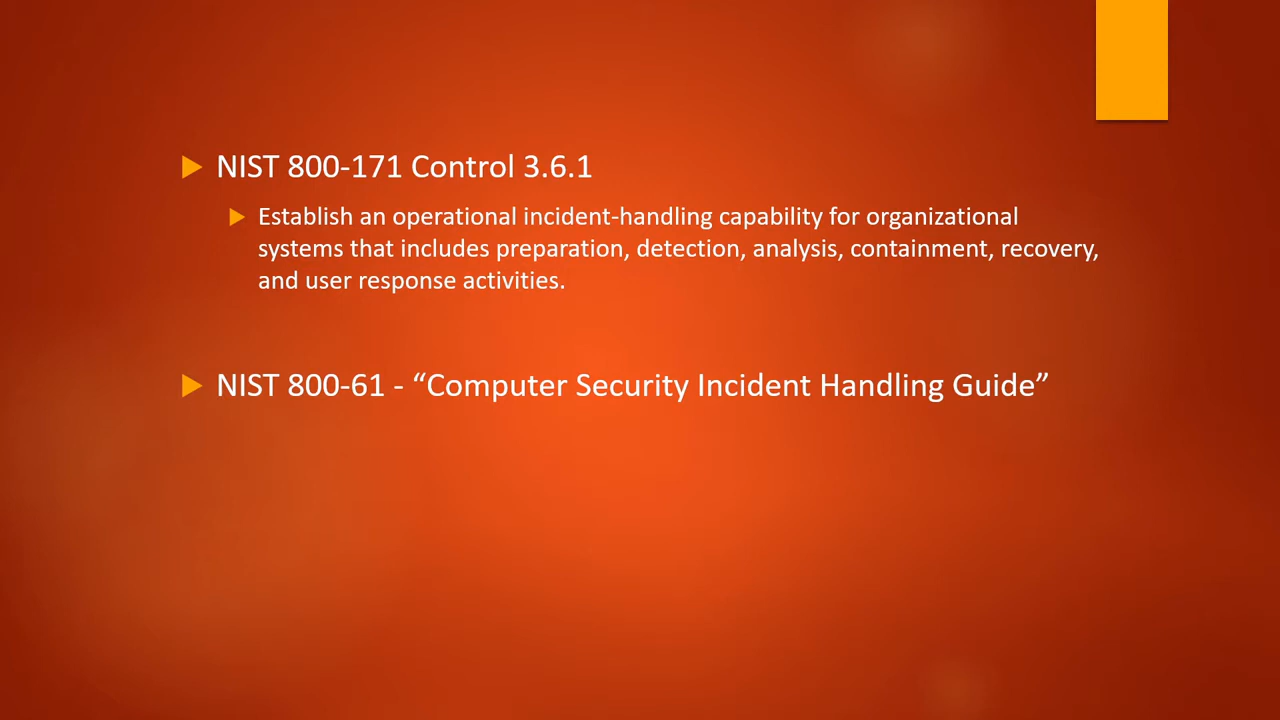 NIST 800-171 Control 3.6.1
Establish an operational incident-handling capability for organizational
systems that includes preparation, detection, analysis, containment, recovery,
and user response activities.
NIST 800-61 - “Computer Security Incident Handling Guide”